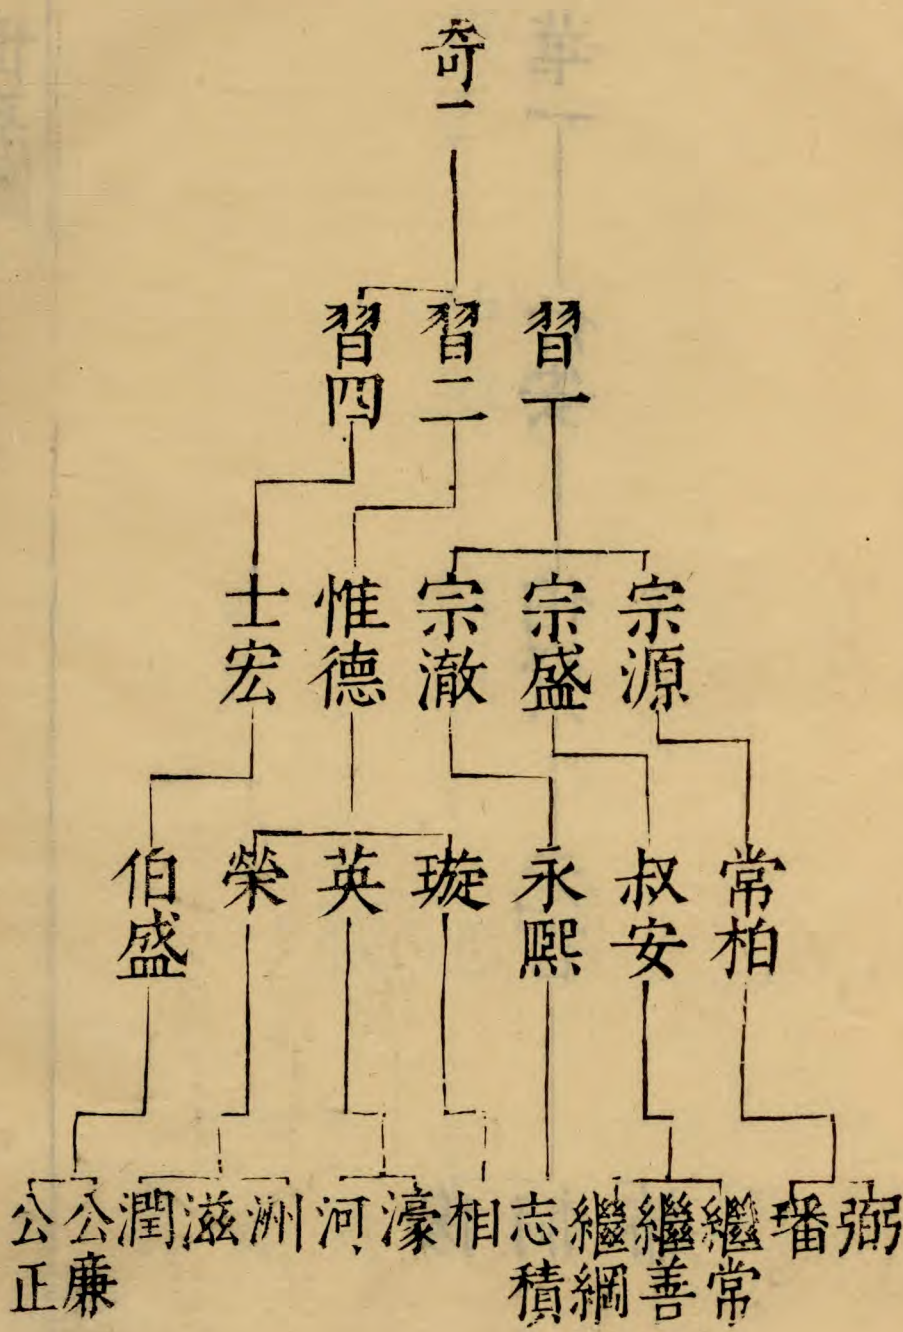 奇一
習一
習二
習四
宗源
宗盛
宗澈
惟德
士宏
常柏
叔安
永熙
璇
英
榮
伯盛
弼
璠
繼常
繼善
繼綱
志積
相
濠
河
洲
滋
潤
公廉
公正